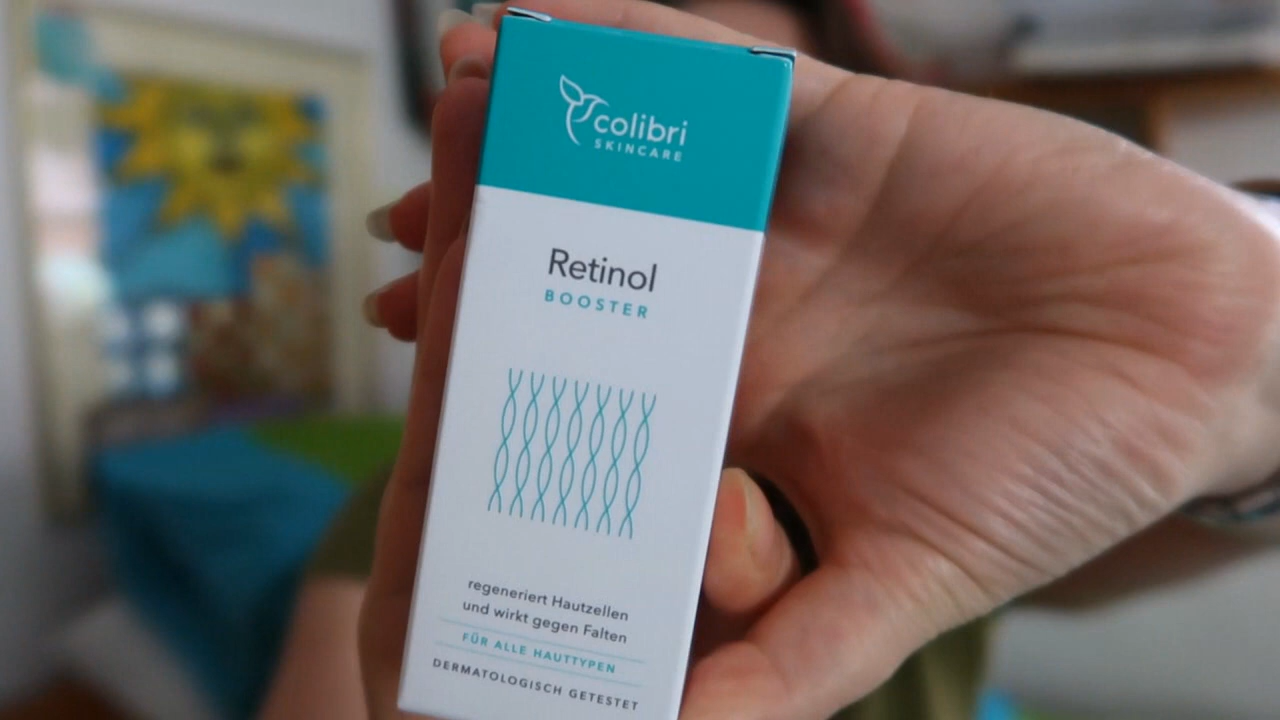 colibri
SKINCARE
Retinol
BOOSTER
regeneriert Hautzellen
und wirkt gegen Falten
FÜR ALLE HAUTTYPEN
DERMATOLOGISCH GETESTET